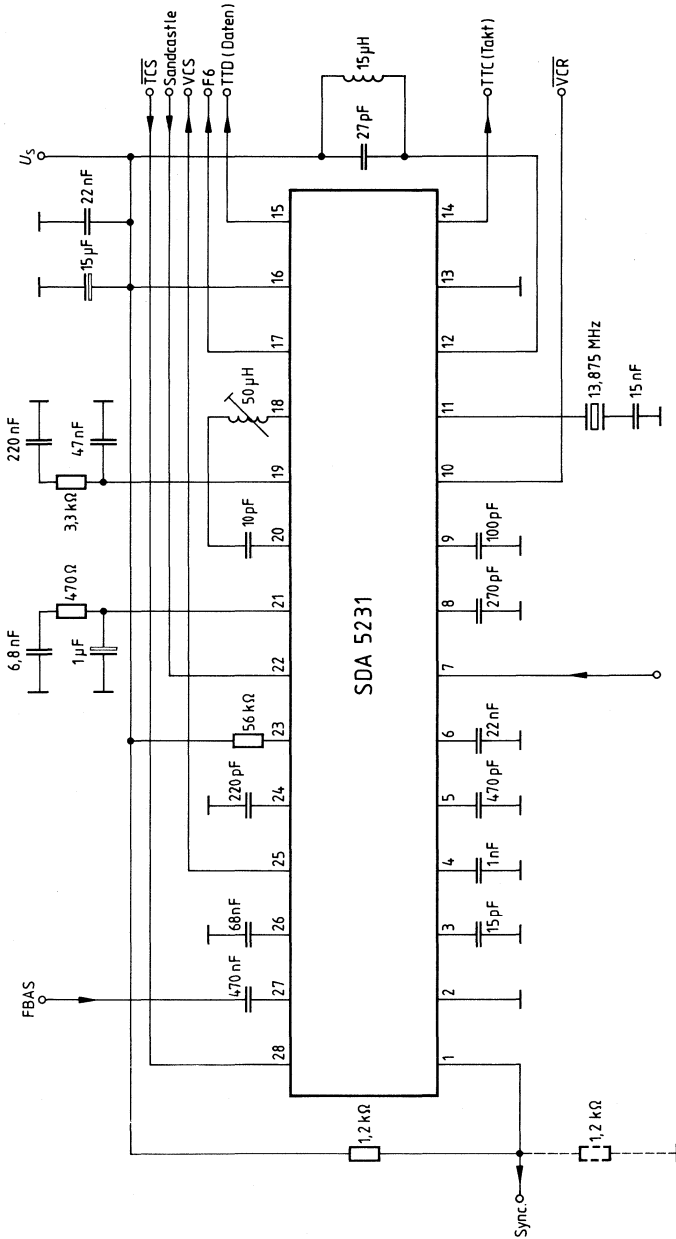 U_S
T̅C̅S̅
Sandcastle
VCS
F6
TTD (Daten)
15µH
27pF
TTC (Takt)
V̅C̅R̅
22nF
15µF
220nF
47nF
3,3kΩ
50µH
10pF
6,8nF
470Ω
1µF
56kΩ
220pF
68nF
FBAS
470nF
28
27
26
25
24
23
22
21
20
19
18
17
16
15
SDA 5231
1
2
3
4
5
6
7
8
9
10
11
12
13
14
15pF
1nF
470pF
22nF
270pF
100pF
13,875 MHz
15nF
1,2kΩ
1,2kΩ
Sync.